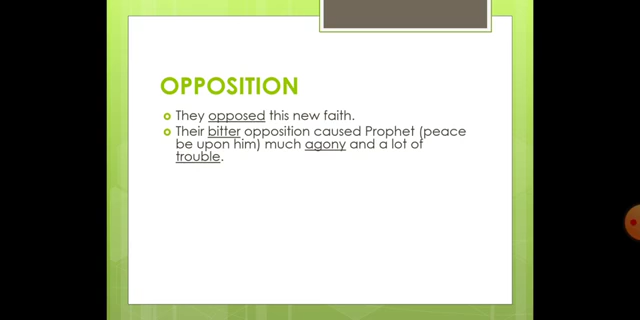 OPPOSITION
They opposed this new faith.
Their bitter opposition caused Prophet (peace
be upon him) much agony and a lot of
trouble.